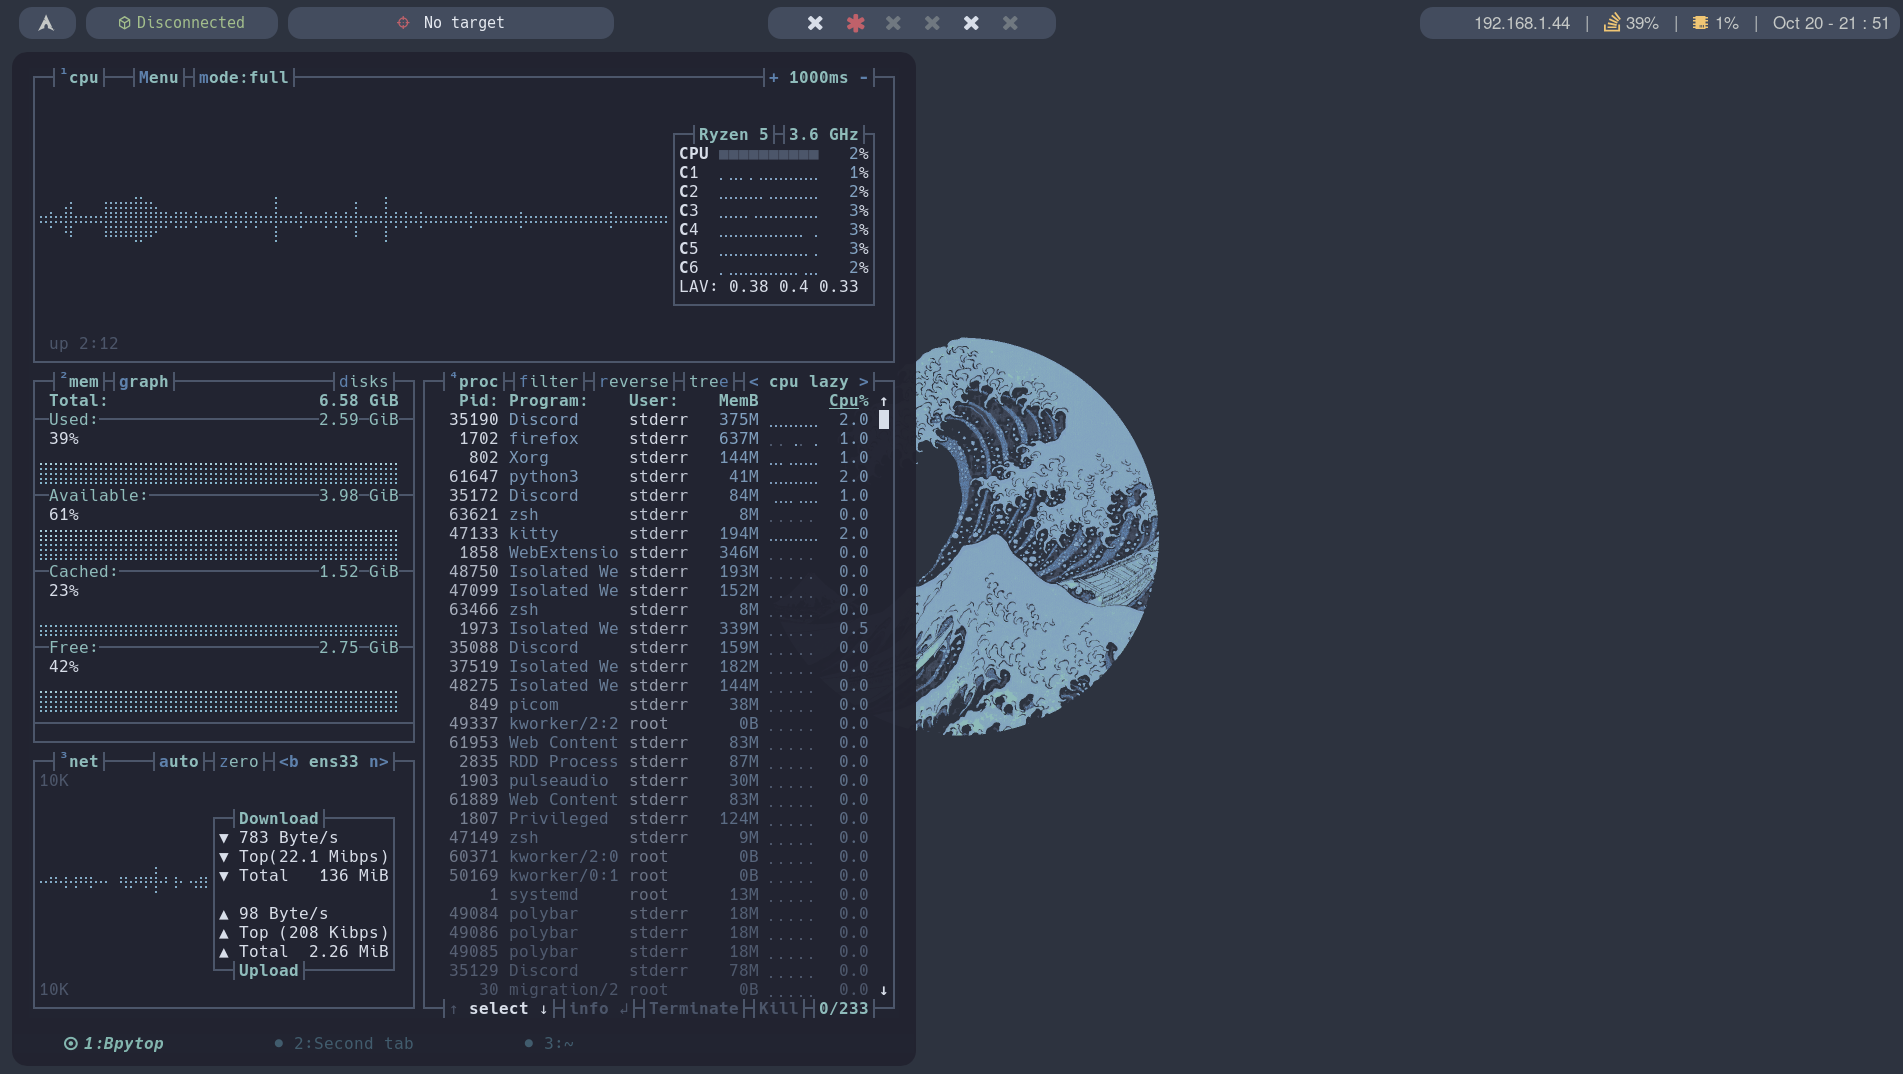 Disconnected
No target
192.168.1.44 | 39% | 1% | Oct 20 - 21 : 51
¹cpu Menu mode:full + 1000ms -
Ryzen 5 3.6 GHz
CPU 2%
C1 1%
C2 2%
C3 3%
C4 3%
C5 3%
C6 2%
LAV: 0.38 0.4 0.33
up 2:12
²mem graph disks
Total: 6.58 GiB
Used: 2.59 GiB
39%
Available: 3.98 GiB
61%
Cached: 1.52 GiB
23%
Free: 2.75 GiB
42%
³net auto zero <b ens33 n>
10K
Download
▼ 783 Byte/s
▼ Top(22.1 Mibps)
▼ Total 136 MiB
▲ 98 Byte/s
▲ Top (208 Kibps)
▲ Total 2.26 MiB
Upload
10K
⁴proc filter reverse tree < cpu lazy >
Pid: Program: User: MemB Cpu% ↑
35190 Discord stderr 375M 2.0
1702 firefox stderr 637M 1.0
802 Xorg stderr 144M 1.0
61647 python3 stderr 41M 2.0
35172 Discord stderr 84M 1.0
63621 zsh stderr 8M 0.0
47133 kitty stderr 194M 2.0
1858 WebExtensio stderr 346M 0.0
48750 Isolated We stderr 193M 0.0
47099 Isolated We stderr 152M 0.0
63466 zsh stderr 8M 0.0
1973 Isolated We stderr 339M 0.5
35088 Discord stderr 159M 0.0
37519 Isolated We stderr 182M 0.0
48275 Isolated We stderr 144M 0.0
849 picom stderr 38M 0.0
49337 kworker/2:2 root 0B 0.0
61953 Web Content stderr 83M 0.0
2835 RDD Process stderr 87M 0.0
1903 pulseaudio stderr 30M 0.0
61889 Web Content stderr 83M 0.0
1807 Privileged stderr 124M 0.0
47149 zsh stderr 9M 0.0
60371 kworker/2:0 root 0B 0.0
50169 kworker/0:1 root 0B 0.0
1 systemd root 13M 0.0
49084 polybar stderr 18M 0.0
49086 polybar stderr 18M 0.0
49085 polybar stderr 18M 0.0
35129 Discord stderr 78M 0.0
30 migration/2 root 0B 0.0 ↓
↑ select ↓ info ↲ Terminate Kill 0/233
1:Bpytop
2:Second tab
3:~